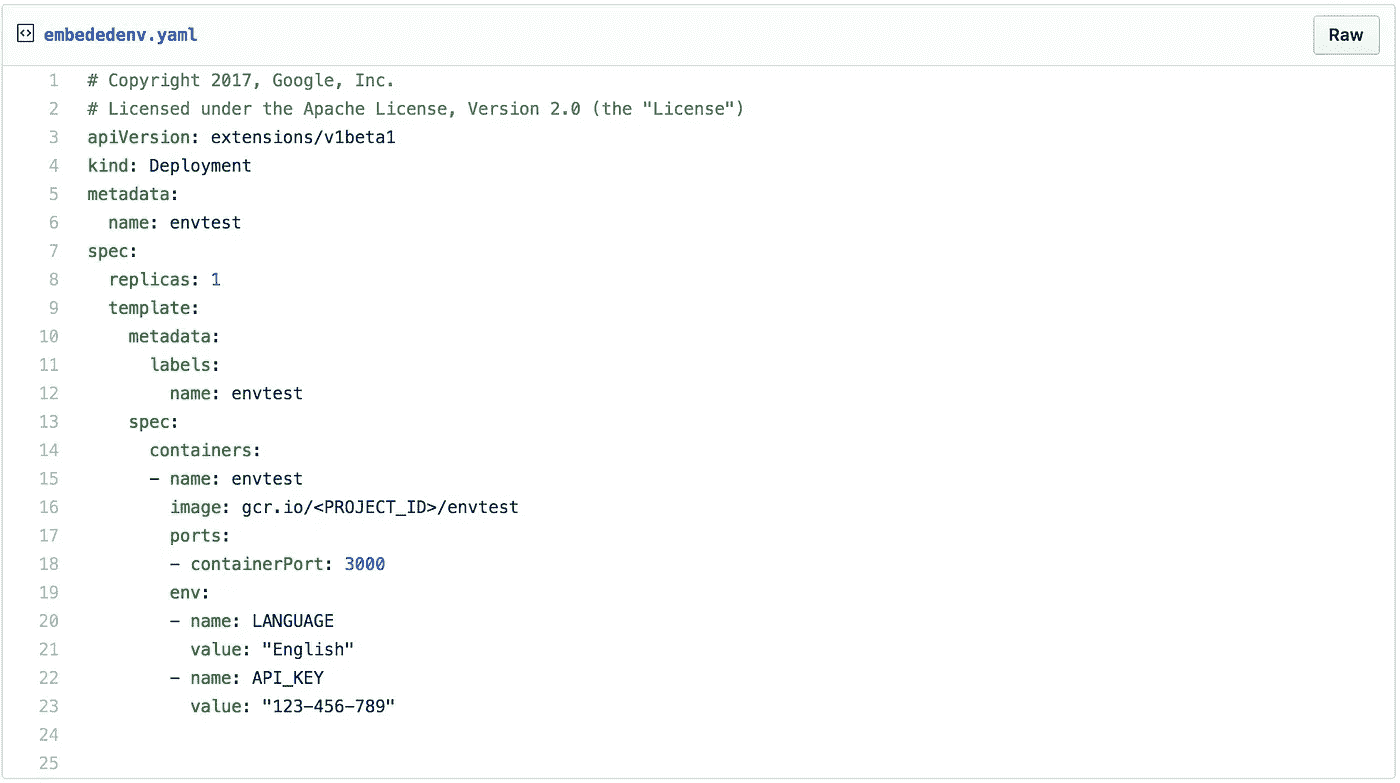 embededenv.yaml
Raw
1 # Copyright 2017, Google, Inc.
2 # Licensed under the Apache License, Version 2.0 (the "License")
3 apiVersion: extensions/v1beta1
4 kind: Deployment
5 metadata:
6   name: envtest
7 spec:
8   replicas: 1
9   template:
10     metadata:
11       labels:
12         name: envtest
13     spec:
14       containers:
15       - name: envtest
16         image: gcr.io/<PROJECT_ID>/envtest
17         ports:
18         - containerPort: 3000
19         env:
20         - name: LANGUAGE
21           value: "English"
22         - name: API_KEY
23           value: "123-456-789"
24
25